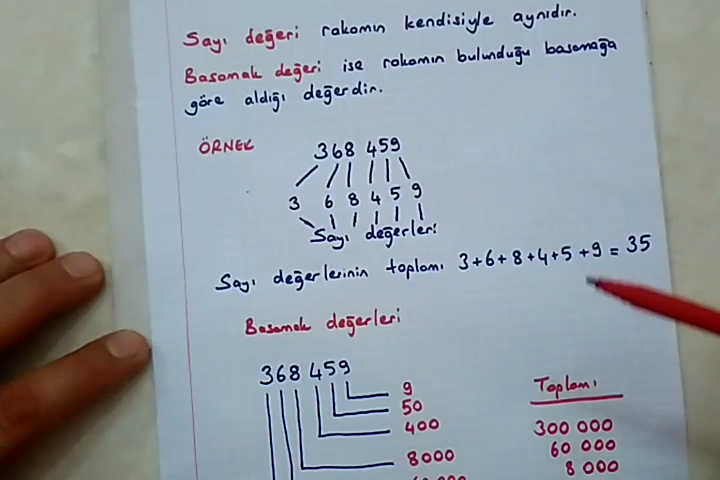 Sayı değeri rakamın kendisiyle aynıdır.
Basamak değeri ise rakamın bulunduğu basamağa
göre aldığı değerdir.
ÖRNEK
368 459
3 6 8 4 5 9
Sayı değerleri
Sayı değerlerinin toplamı 3+6+8+4+5+9=35
Basamak değerleri
368 459
9
50
400
8000
Toplamı
300 000
60 000
8 000